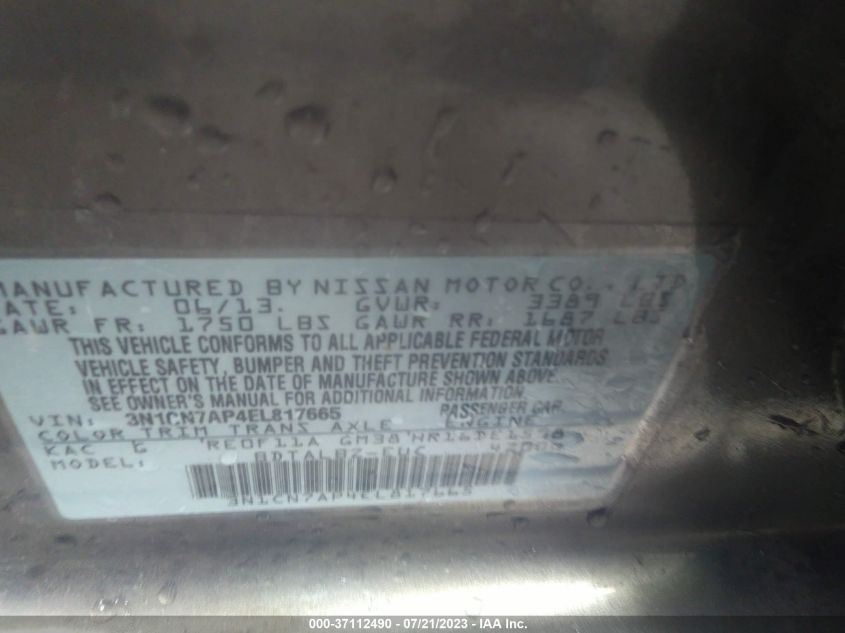 MANUFACTURED BY NISSAN MOTOR CO., LTD
DATE: 06/13. GVWR: 3389 LBS
GAWR FR: 1750 LBS GAWR RR: 1687 LBS
THIS VEHICLE CONFORMS TO ALL APPLICABLE FEDERAL MOTOR
VEHICLE SAFETY, BUMPER AND THEFT PREVENTION STANDARDS
IN EFFECT ON THE DATE OF MANUFACTURE SHOWN ABOVE.
SEE OWNER'S MANUAL FOR ADDITIONAL INFORMATION.
VIN: 3N1CN7AP4EL817665 PASSENGER CAR
COLOR TRIM TRANS AXLE ENGINE
KAC G RE0F11A GM38
MODEL:
3N1CN7AP4EL817665
000-37112490 - 07/21/2023 - IAA Inc.